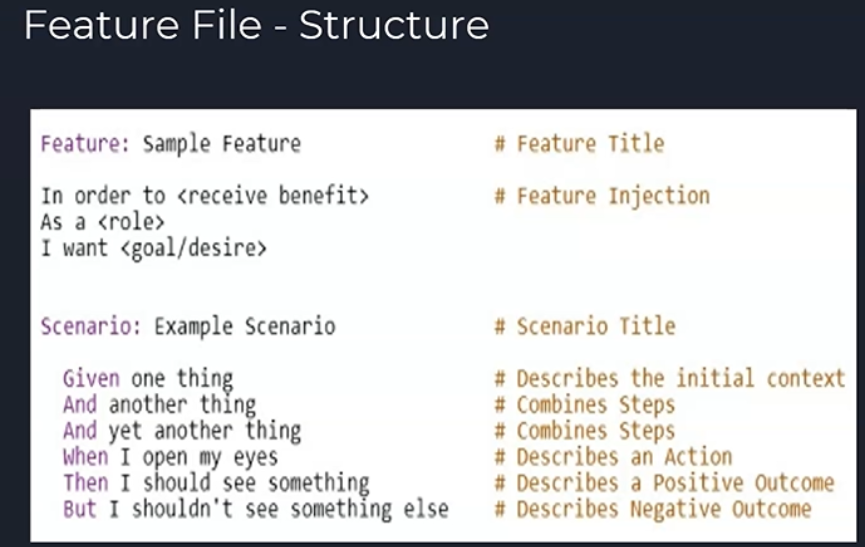 Feature File - Structure
Feature: Sample Feature # Feature Title
In order to <receive benefit> # Feature Injection
As a <role>
I want <goal/desire>
Scenario: Example Scenario # Scenario Title
Given one thing # Describes the initial context
And another thing # Combines Steps
And yet another thing # Combines Steps
When I open my eyes # Describes an Action
Then I should see something # Describes a Positive Outcome
But I shouldn't see something else # Describes Negative Outcome